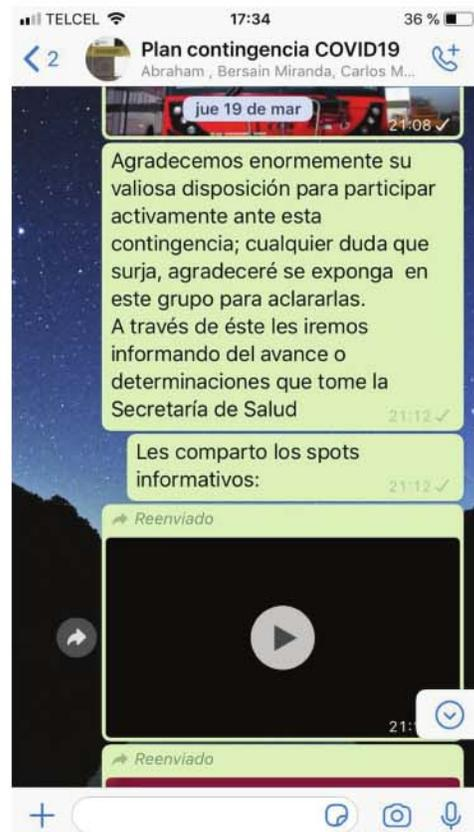 TELCEL 17:34 36 %
2 Plan contingencia COVID19
Abraham , Bersain Miranda, Carlos M...
jue 19 de mar
21:08
Agradecemos enormemente su
valiosa disposición para participar
activamente ante esta
contingencia; cualquier duda que
surja, agradeceré se exponga en
este grupo para aclararlas.
A través de éste les iremos
informando del avance o
determinaciones que tome la
Secretaría de Salud
21:12
Les comparto los spots
informativos:
21:12
Reenviado
Reenviado